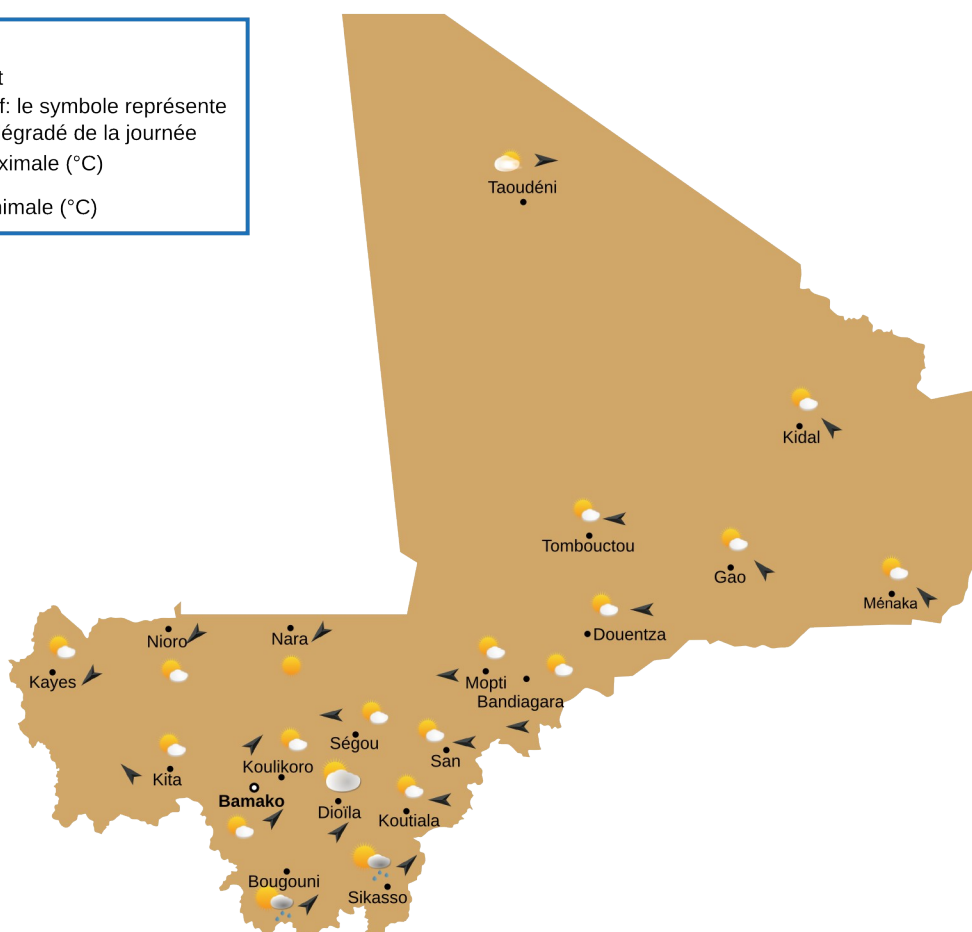 t
f: le symbole représente
égradé de la journée
ximale (°C)
nimale (°C)
Taoudéni
Kidal
Tombouctou
Gao
Ménaka
Douentza
Nioro
Nara
Kayes
Mopti
Bandiagara
Ségou
San
Koulikoro
Kita
Bamako
Dioïla
Koutiala
Bougouni
Sikasso